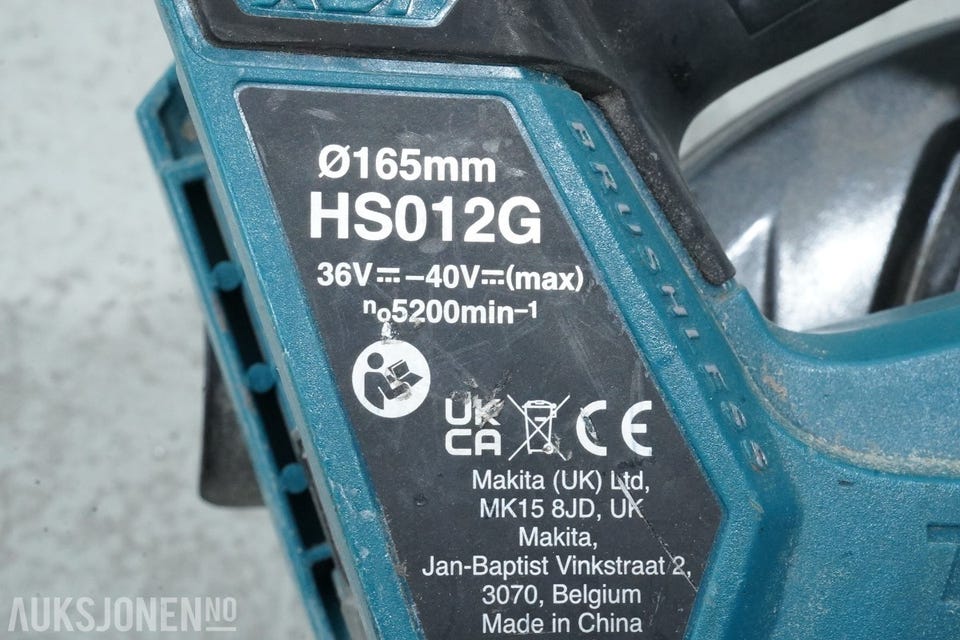 XGT
Ø165mm
HS012G
36V⎓–40V⎓(max)
n₀5200min–1
BRUSHLESS
UK
CA
CE
Makita (UK) Ltd,
MK15 8JD, UK
Makita,
Jan-Baptist Vinkstraat 2,
3070, Belgium
Made in China
AUKSJONEN.NO